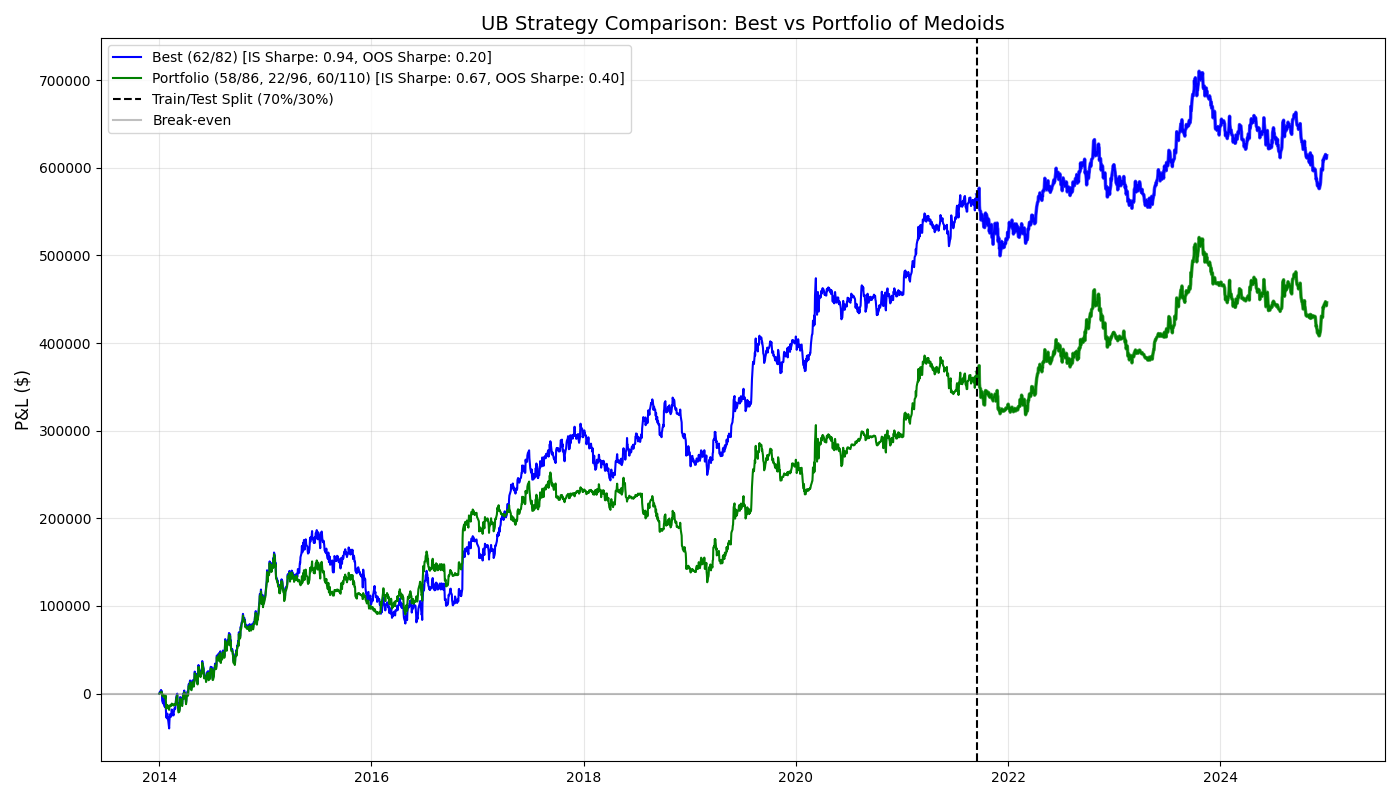 UB Strategy Comparison: Best vs Portfolio of Medoids
Best (62/82) [IS Sharpe: 0.94, OOS Sharpe: 0.20]
Portfolio (58/86, 22/96, 60/110) [IS Sharpe: 0.67, OOS Sharpe: 0.40]
Train/Test Split (70%/30%)
Break-even
P&L ($)
700000
600000
500000
400000
300000
200000
100000
0
2014 2016 2018 2020 2022 2024